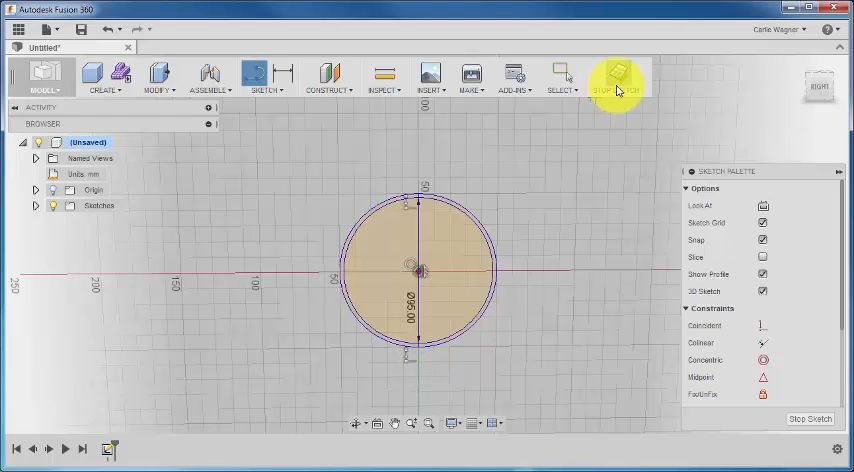 Autodesk Fusion 360
Carlie Wagner
Untitled*
MODEL CREATE MODIFY ASSEMBLE SKETCH CONSTRUCT INSPECT INSERT MAKE ADD-INS SELECT STOP SKETCH
ACTIVITY
BROWSER
(Unsaved)
Named Views
Units: mm
Origin
Sketches
RIGHT
SKETCH PALETTE
Options
Look At
Sketch Grid
Snap
Slice
Show Profile
3D Sketch
Constraints
Coincident
Colinear
Concentric
Midpoint
Fix/UnFix
Stop Sketch
250 200 150 100 50
50
Ø95.00